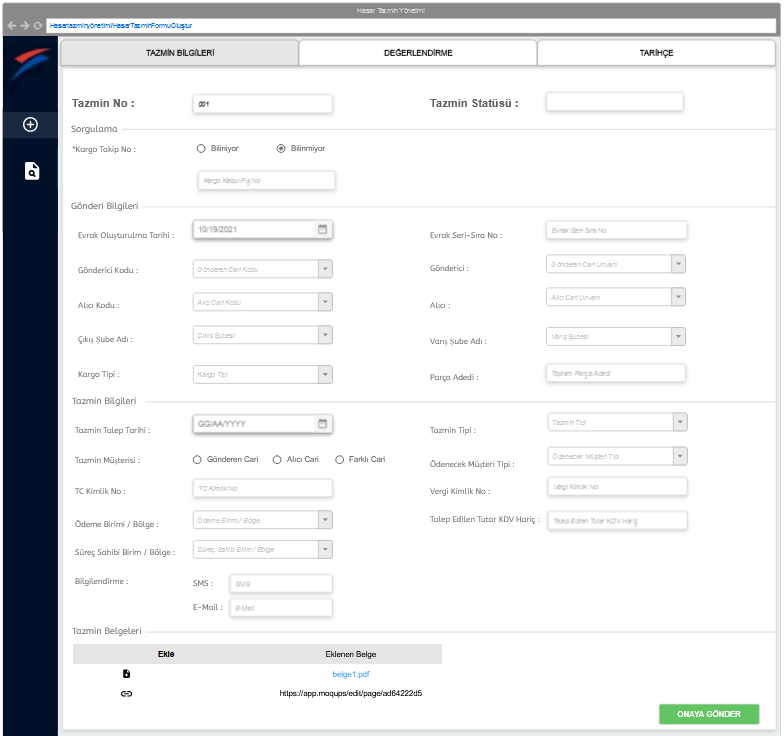 Hasar Tazmin Yönetimi
Hasartazminyönetimi/HasarTazminFormuOluştur
TAZMİN BİLGİLERİ DEĞERLENDİRME TARİHÇE
Tazmin No : 001 Tazmin Statüsü :
Sorgulama
*Kargo Takip No : Biliniyor Bilinmiyor
Kargo Kabul Fiş No
Gönderi Bilgileri
Evrak Oluşturulma Tarihi : 10/19/2021 Evrak Seri-Sıra No : Evrak Seri-Sıra No
Gönderici Kodu : Gönderen Cari Kodu Gönderici : Gönderen Cari Unvanı
Alıcı Kodu : Alıcı Cari Kodu Alıcı : Alıcı Cari Unvanı
Çıkış Şube Adı : Çıkış Şubesi Varış Şube Adı : Varış Şubesi
Kargo Tipi : Kargo Tipi Parça Adedi : Toplam Parça Adedi
Tazmin Bilgileri
Tazmin Talep Tarihi : GG/AA/YYYY Tazmin Tipi : Tazmin Tipi
Tazmin Müşterisi : Gönderen Cari Alıcı Cari Farklı Cari Ödenecek Müşteri Tipi : Ödenecek Müşteri Tipi
TC Kimlik No : TC Kimlik No Vergi Kimlik No : Vergi Kimlik No
Ödeme Birimi / Bölge : Ödeme Birimi / Bölge Talep Edilen Tutar KDV Hariç : Talep Edilen Tutar KDV Hariç
Süreç Sahibi Birim / Bölge : Süreç Sahibi Birim / Bölge
Bilgilendirme : SMS : SMS
E-Mail : E-Mail
Tazmin Belgeleri
Ekle Eklenen Belge
belge1.pdf
https://app.moqups/edit/page/ad64222d5
ONAYA GÖNDER